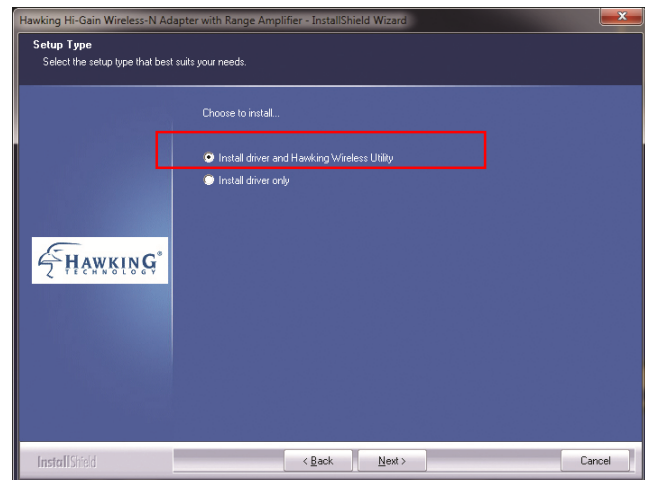 Hawking Hi-Gain Wireless-N Adapter with Range Amplifier - InstallShield Wizard
Setup Type
Select the setup type that best suits your needs.
Choose to install...
Install driver and Hawking Wireless Utility
Install driver only
HAWKING®
TECHNOLOGY
InstallShield
< Back
Next >
Cancel